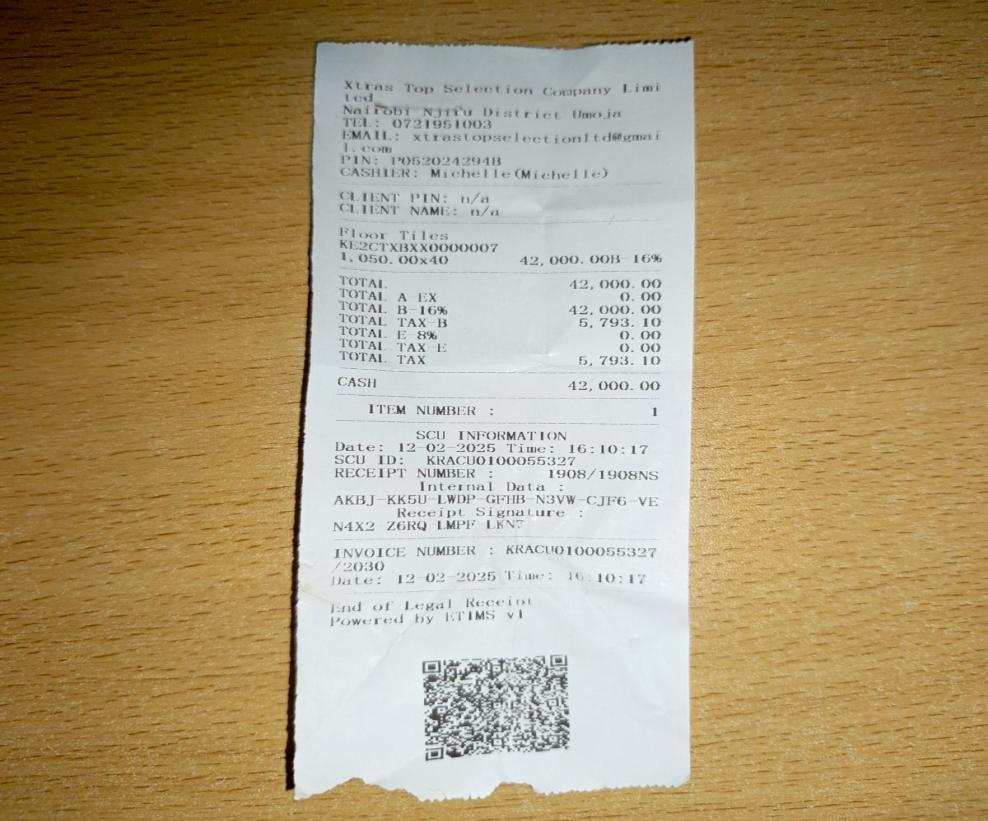 Xtras Top Selection Company Limi
ted
Nairobi Njiru District Umoja
TEL: 0721951003
EMAIL: xtrastopselectionltd@gmai
l.com
PIN: P052024294B
CASHIER: Michelle(Michelle)
CLIENT PIN: n/a
CLIENT NAME: n/a
Floor Tiles
KE2CTXBXX0000007
1,050.00x40 42,000.00B-16%
TOTAL 42,000.00
TOTAL A-EX 0.00
TOTAL B-16% 42,000.00
TOTAL TAX-B 5,793.10
TOTAL E-8% 0.00
TOTAL TAX-E 0.00
TOTAL TAX 5,793.10
CASH 42,000.00
ITEM NUMBER : 1
SCU INFORMATION
Date: 12-02-2025 Time: 16:10:17
SCU ID: KRACU0100055327
RECEIPT NUMBER : 1908/1908NS
Internal Data :
AKBJ-KK5U-LWDP-GFHB-N3VW-CJF6-VE
Receipt Signature :
N4X2-Z6RQ-LMPF-LKN7
INVOICE NUMBER : KRACU0100055327
/2030
Date: 12-02-2025 Time: 16:10:17
End of Legal Receipt
Powered by ETIMS v1